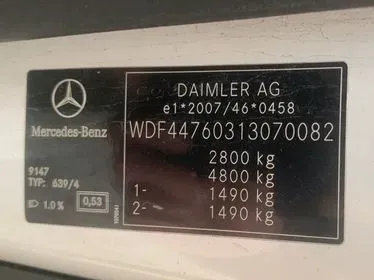 DAIMLER AG
e1*2007/46*0458
Mercedes-Benz
WDF44760313070082
2800 kg
4800 kg
1- 1490 kg
2- 1490 kg
9147
TYP: 639/4
1.0 % 0,53